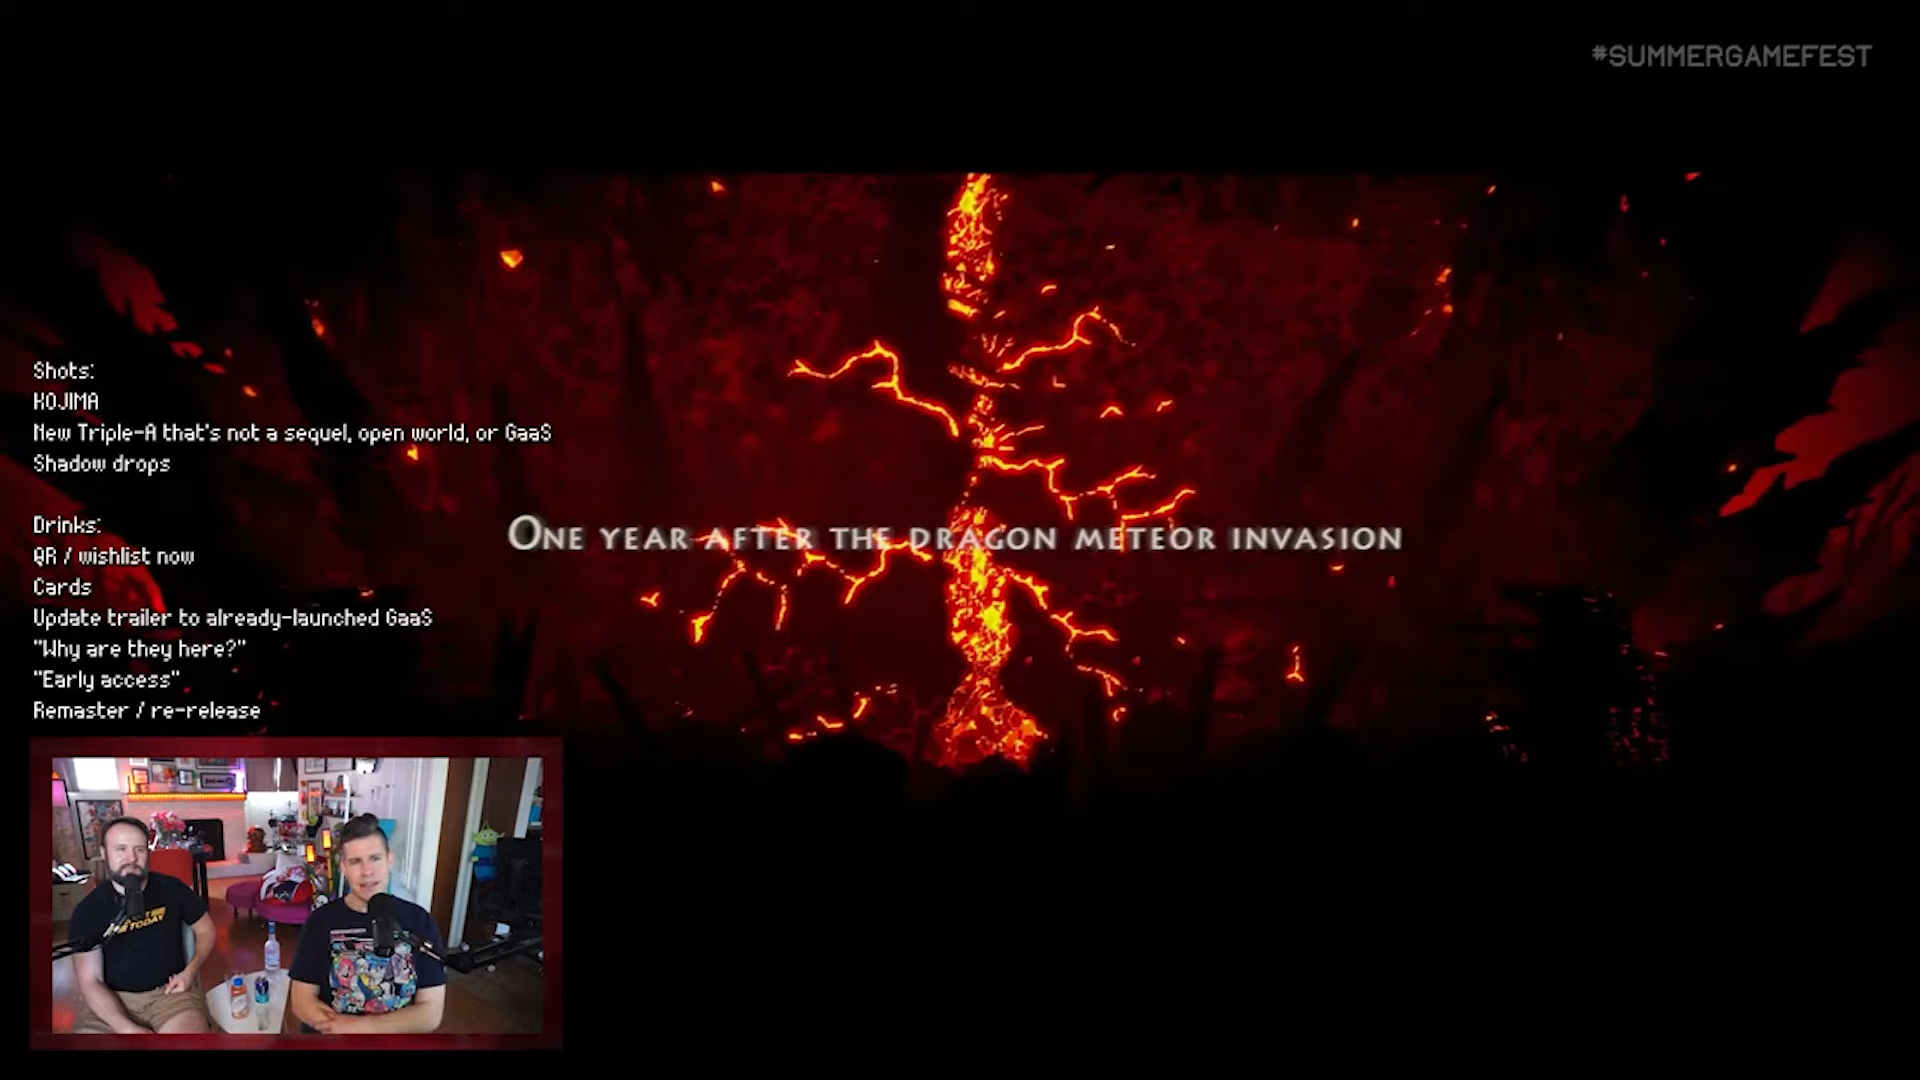 #SUMMERGAMEFEST
Shots:
KOJIMA
New Triple-A that's not a sequel, open world, or GaaS
Shadow drops
Drinks:
QR / wishlist now
Cards
Update trailer to already-launched GaaS
"Why are they here?"
"Early access"
Remaster / re-release
ONE YEAR AFTER THE DRAGON METEOR INVASION
TODAY